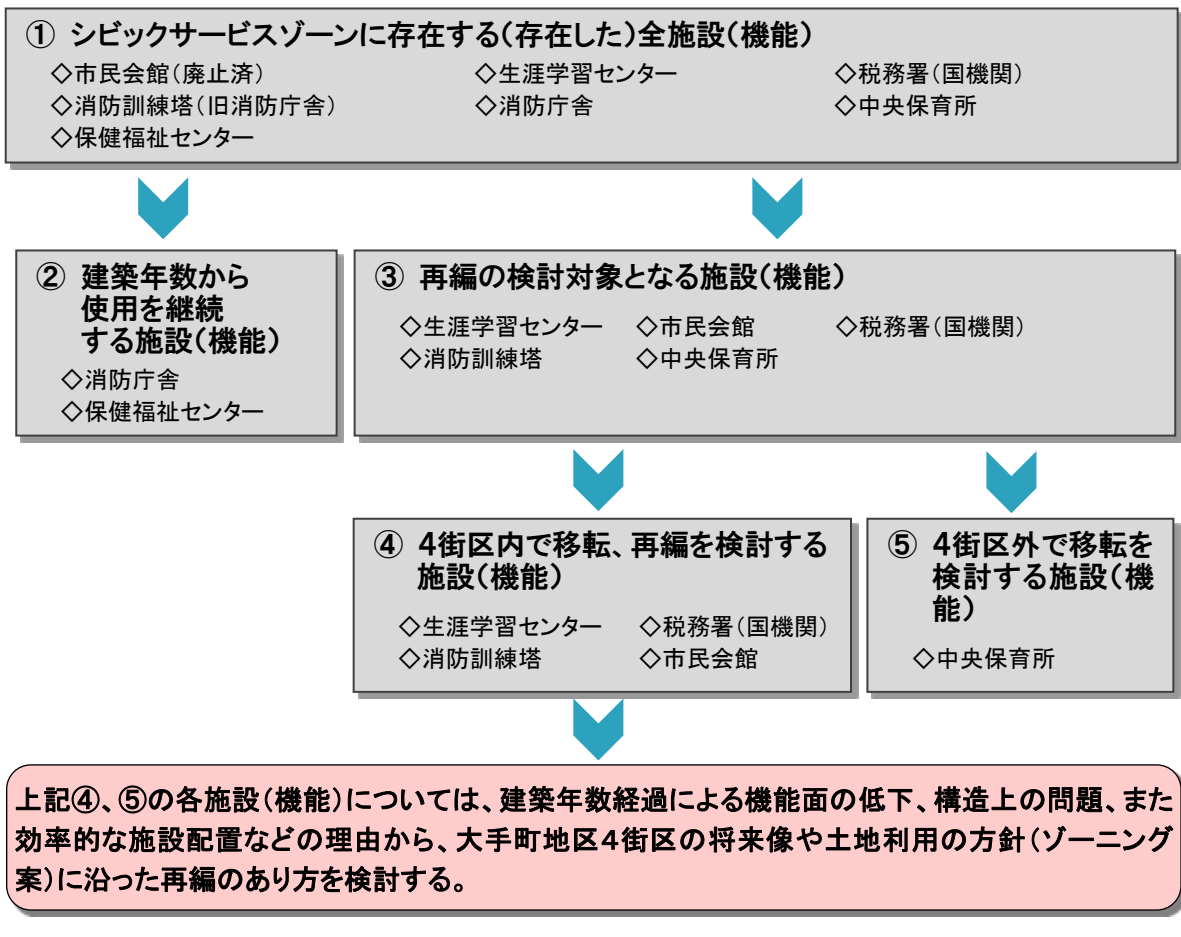 ① シビックサービスゾーンに存在する(存在した)全施設(機能)
◇市民会館(廃止済) ◇生涯学習センター ◇税務署(国機関)
◇消防訓練塔(旧消防庁舎) ◇消防庁舎 ◇中央保育所
◇保健福祉センター
② 建築年数から
使用を継続
する施設(機能)
◇消防庁舎
◇保健福祉センター
③ 再編の検討対象となる施設(機能)
◇生涯学習センター ◇市民会館 ◇税務署(国機関)
◇消防訓練塔 ◇中央保育所
④ 4街区内で移転、再編を検討する
施設(機能)
◇生涯学習センター ◇税務署(国機関)
◇消防訓練塔 ◇市民会館
⑤ 4街区外で移転を
検討する施設(機
能)
◇中央保育所
上記④、⑤の各施設(機能)については、建築年数経過による機能面の低下、構造上の問題、また
効率的な施設配置などの理由から、大手町地区4街区の将来像や土地利用の方針(ゾーニング
案)に沿った再編のあり方を検討する。